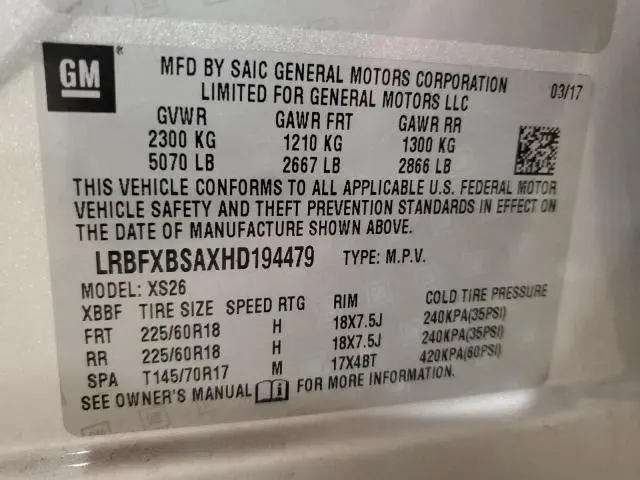 GM®
MFD BY SAIC GENERAL MOTORS CORPORATION
LIMITED FOR GENERAL MOTORS LLC
03/17
GVWR GAWR FRT GAWR RR
2300 KG 1210 KG 1300 KG
5070 LB 2667 LB 2866 LB
THIS VEHICLE CONFORMS TO ALL APPLICABLE U.S. FEDERAL MOTOR
VEHICLE SAFETY AND THEFT PREVENTION STANDARDS IN EFFECT ON
THE DATE OF MANUFACTURE SHOWN ABOVE.
LRBFXBSAXHD194479 TYPE: M.P.V.
MODEL: XS26
XBBF TIRE SIZE SPEED RTG RIM COLD TIRE PRESSURE
FRT 225/60R18 H 18X7.5J 240KPA(35PSI)
RR 225/60R18 H 18X7.5J 240KPA(35PSI)
SPA T145/70R17 M 17X4BT 420KPA(60PSI)
SEE OWNER'S MANUAL FOR MORE INFORMATION.